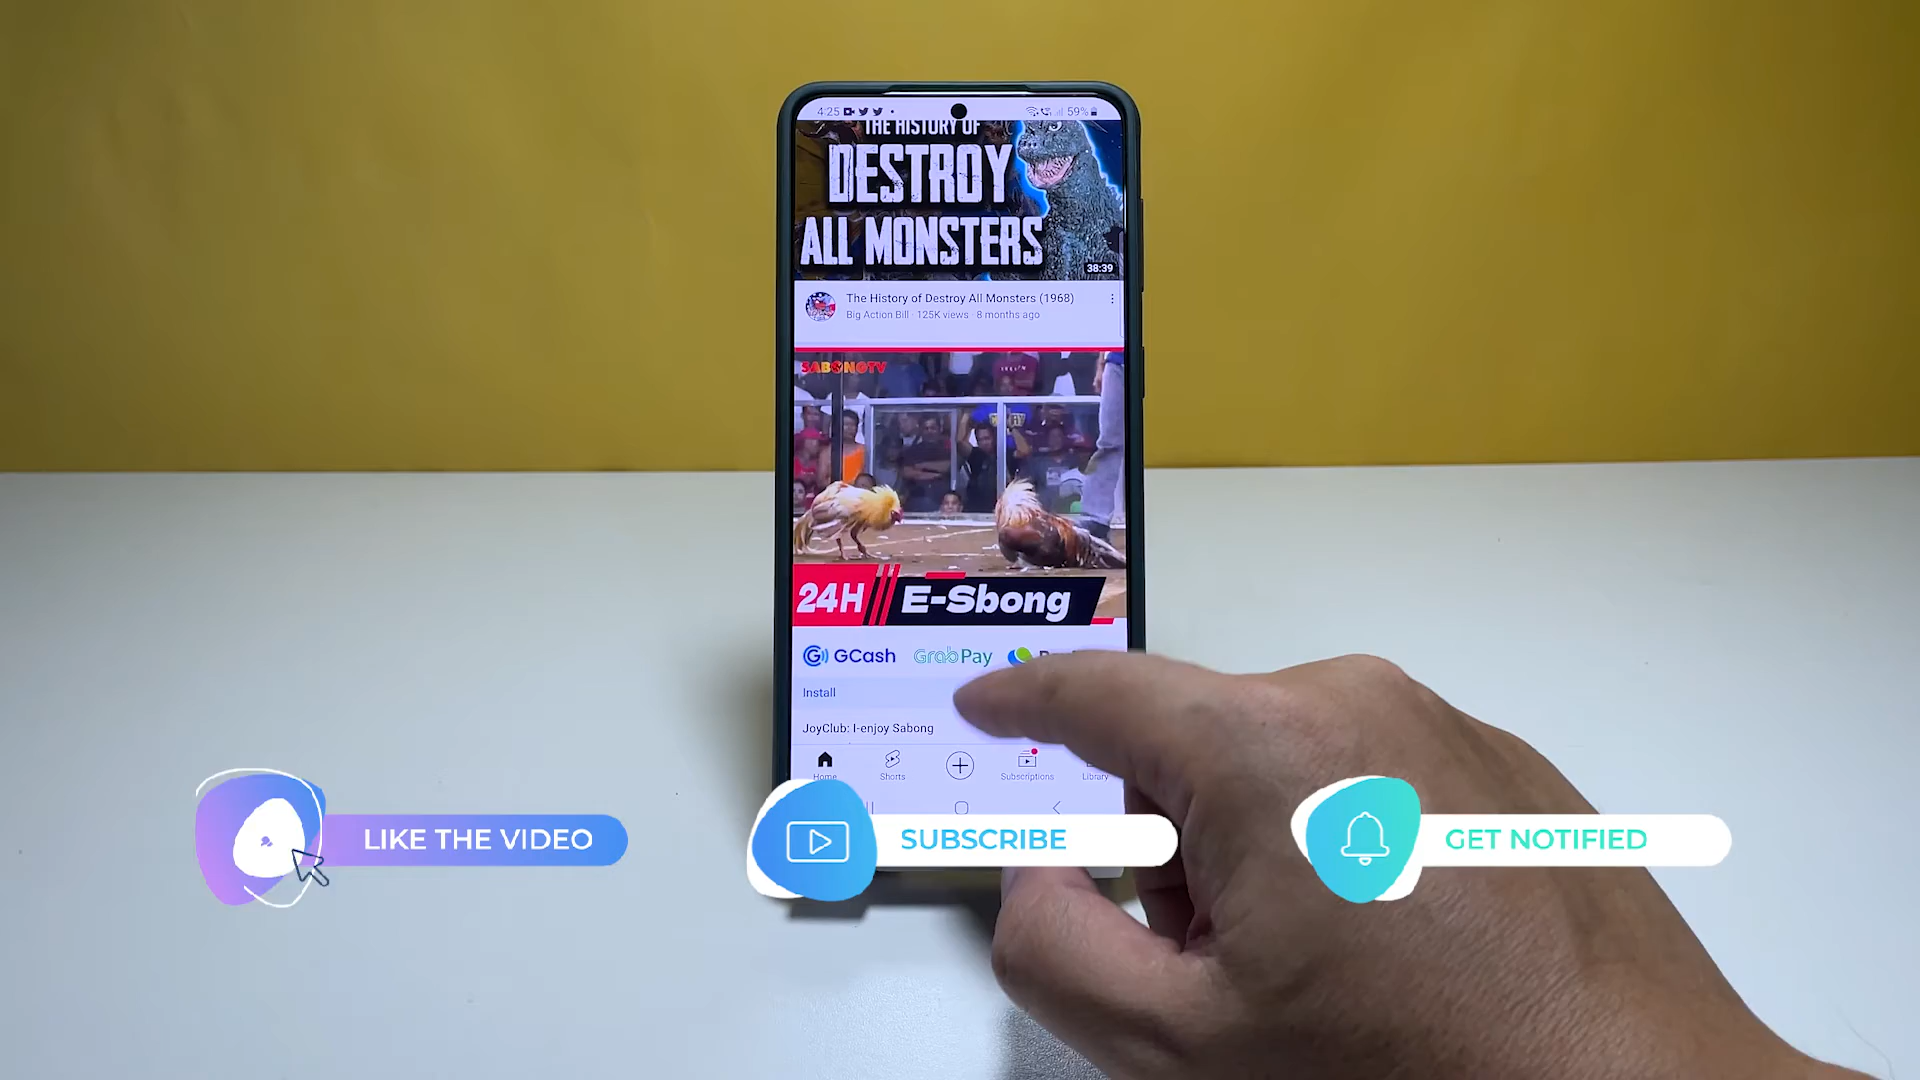 4:25
59%
THE HISTORY OF
DESTROY
ALL MONSTERS
38:39
The History of Destroy All Monsters (1968)
Big Action Bill · 125K views · 8 months ago
SABONGTV
24H E-Sbong
GCash GrabPay
Install
JoyClub: I-enjoy Sabong
Home Shorts Subscriptions Library
LIKE THE VIDEO SUBSCRIBE GET NOTIFIED